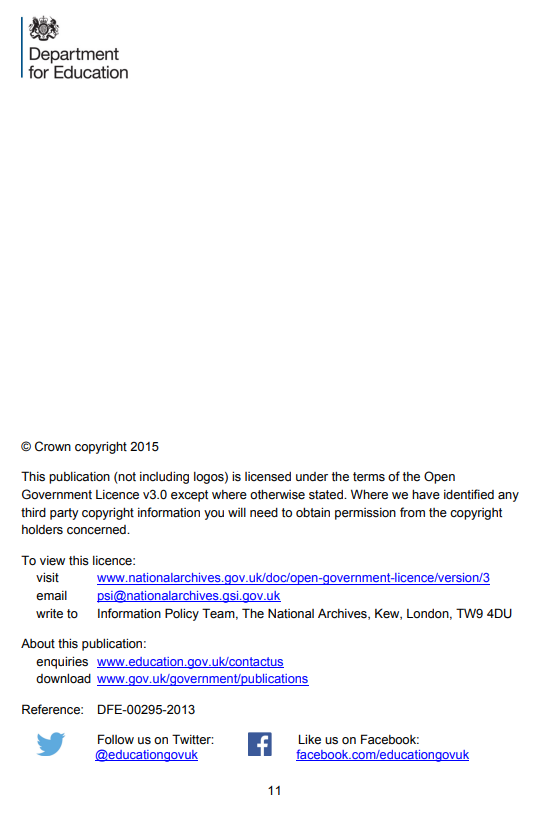 Department
for Education
© Crown copyright 2015
This publication (not including logos) is licensed under the terms of the Open
Government Licence v3.0 except where otherwise stated. Where we have identified any
third party copyright information you will need to obtain permission from the copyright
holders concerned.
To view this licence:
visit www.nationalarchives.gov.uk/doc/open-government-licence/version/3
email psi@nationalarchives.gsi.gov.uk
write to Information Policy Team, The National Archives, Kew, London, TW9 4DU
About this publication:
enquiries www.education.gov.uk/contactus
download www.gov.uk/government/publications
Reference: DFE-00295-2013
Follow us on Twitter: Like us on Facebook:
@educationgovuk facebook.com/educationgovuk
11